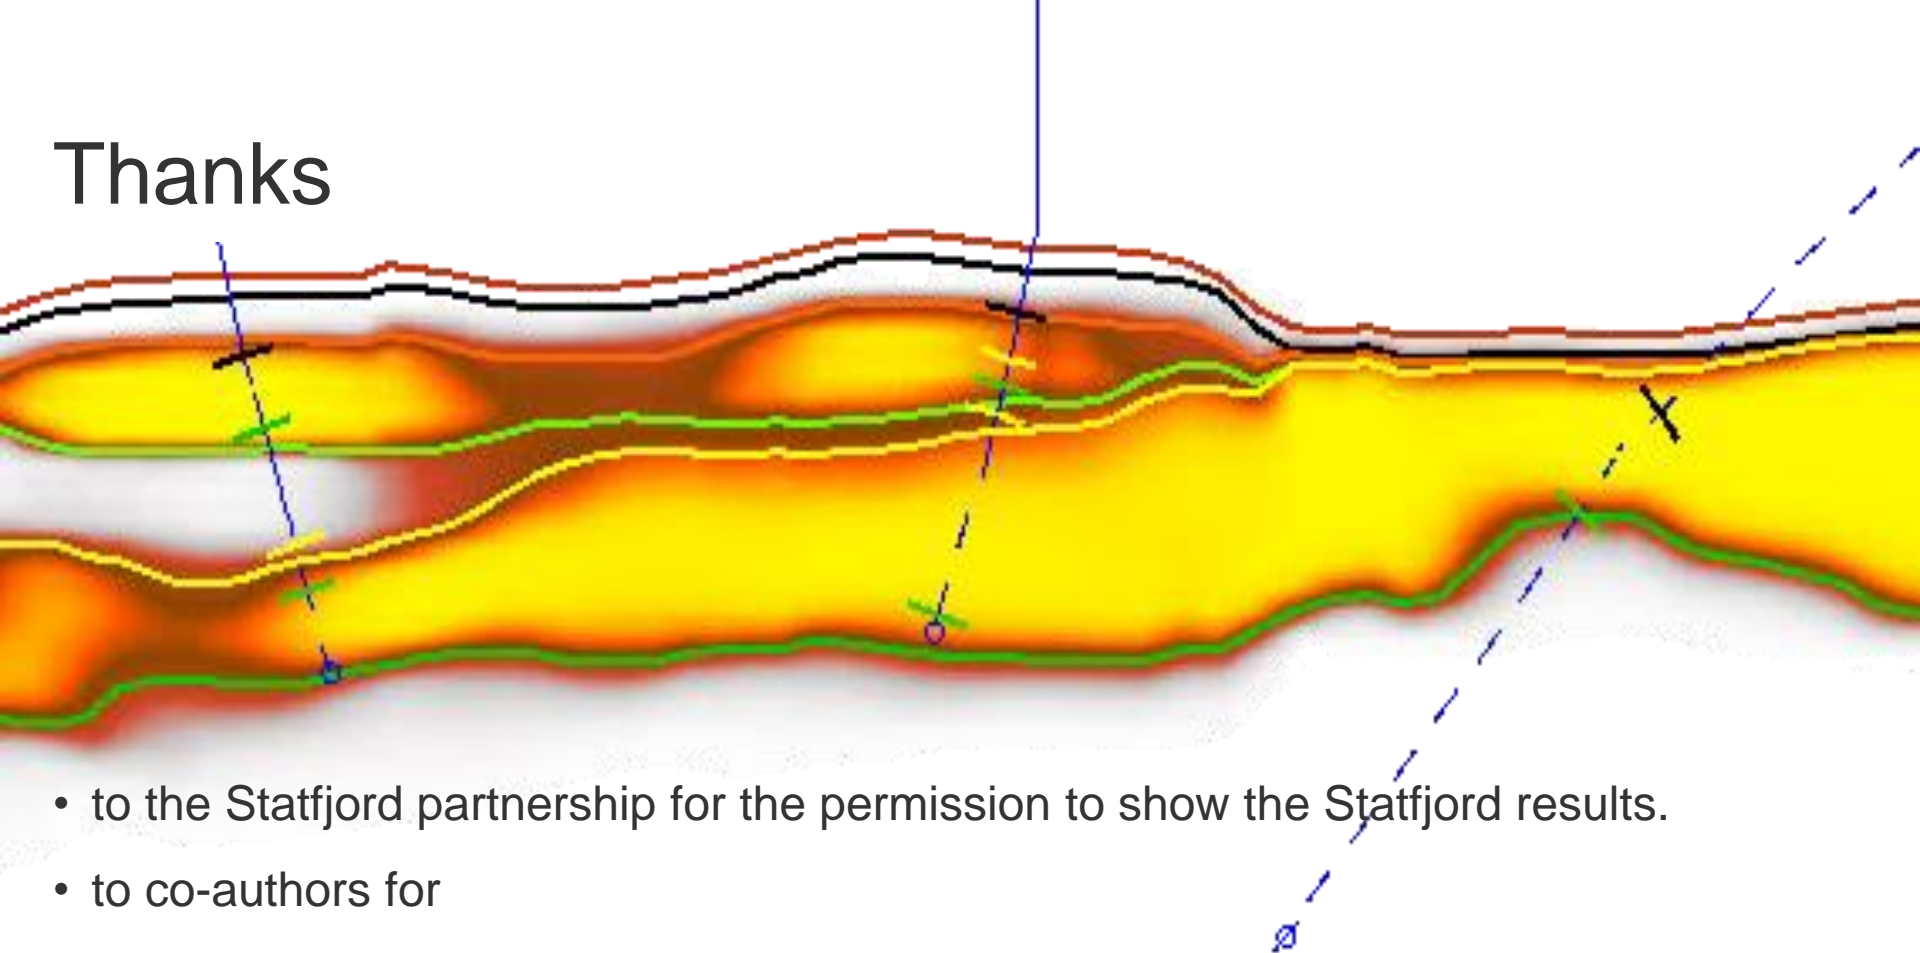 Thanks
• to the Statfjord partnership for the permission to show the Statfjord results.
• to co-authors for